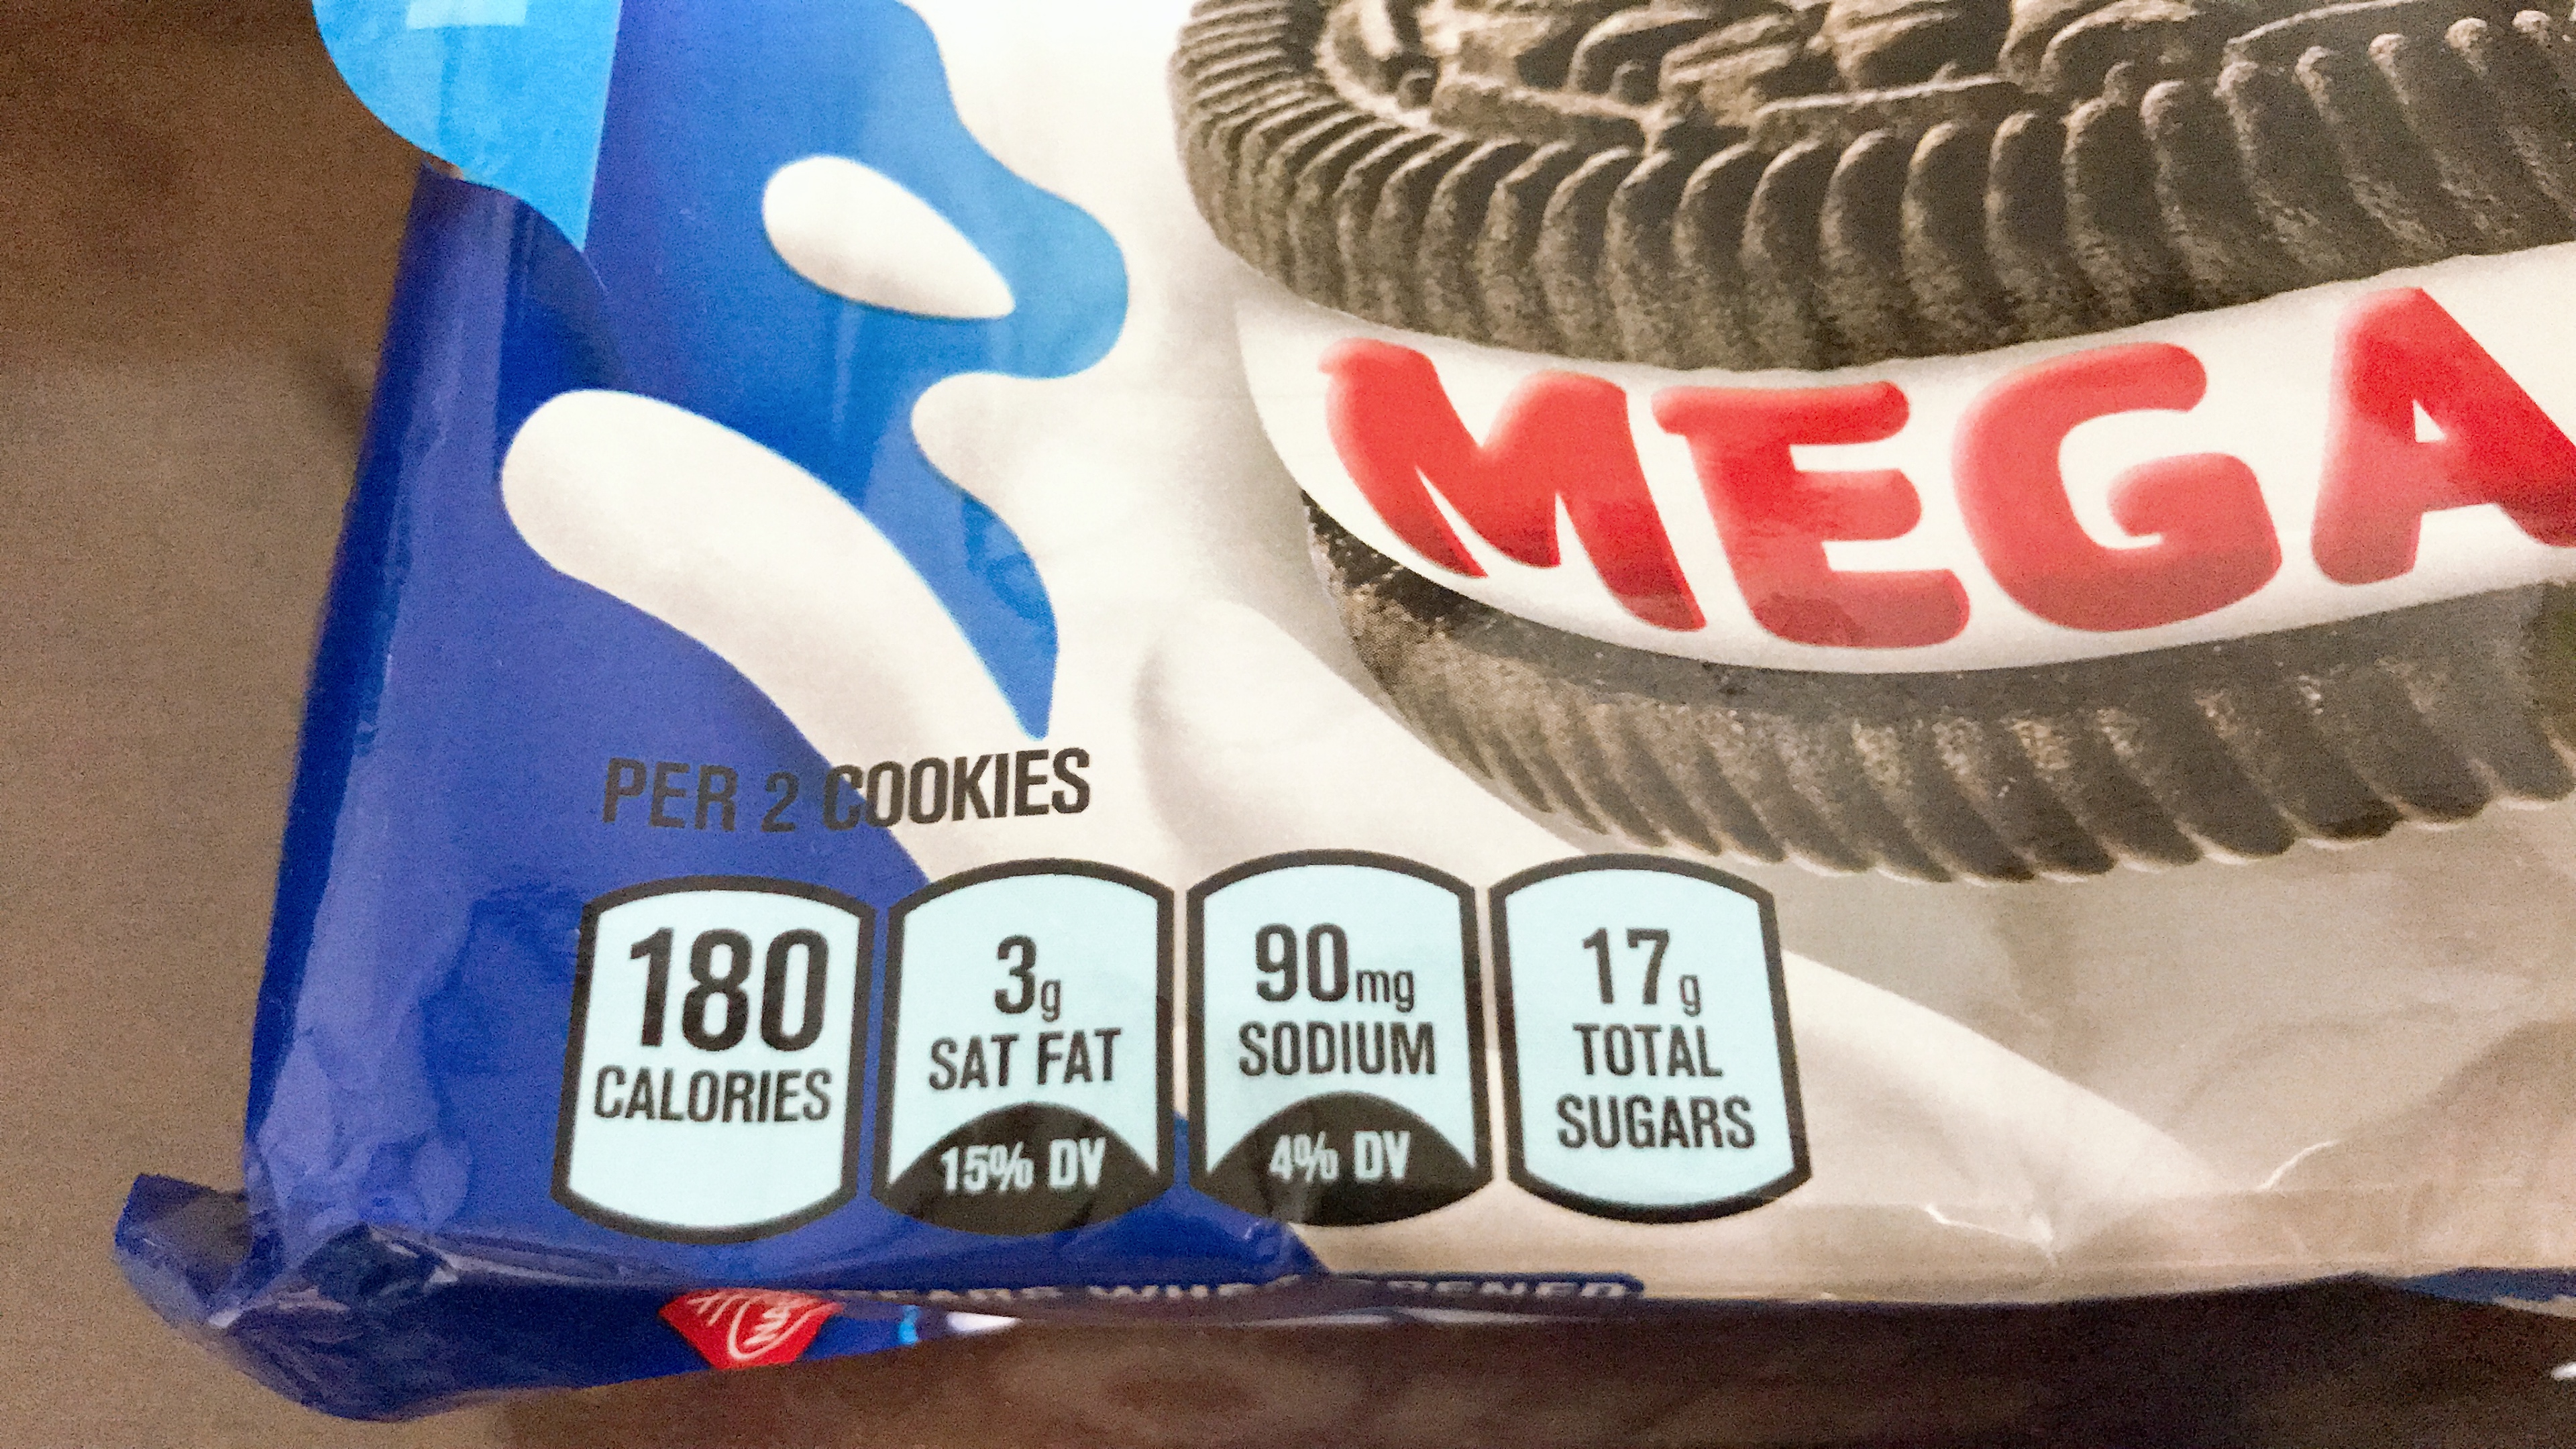 MEGA
PER 2 COOKIES
180
CALORIES
3g
SAT FAT
15% DV
90mg
SODIUM
4% DV
17g
TOTAL
SUGARS